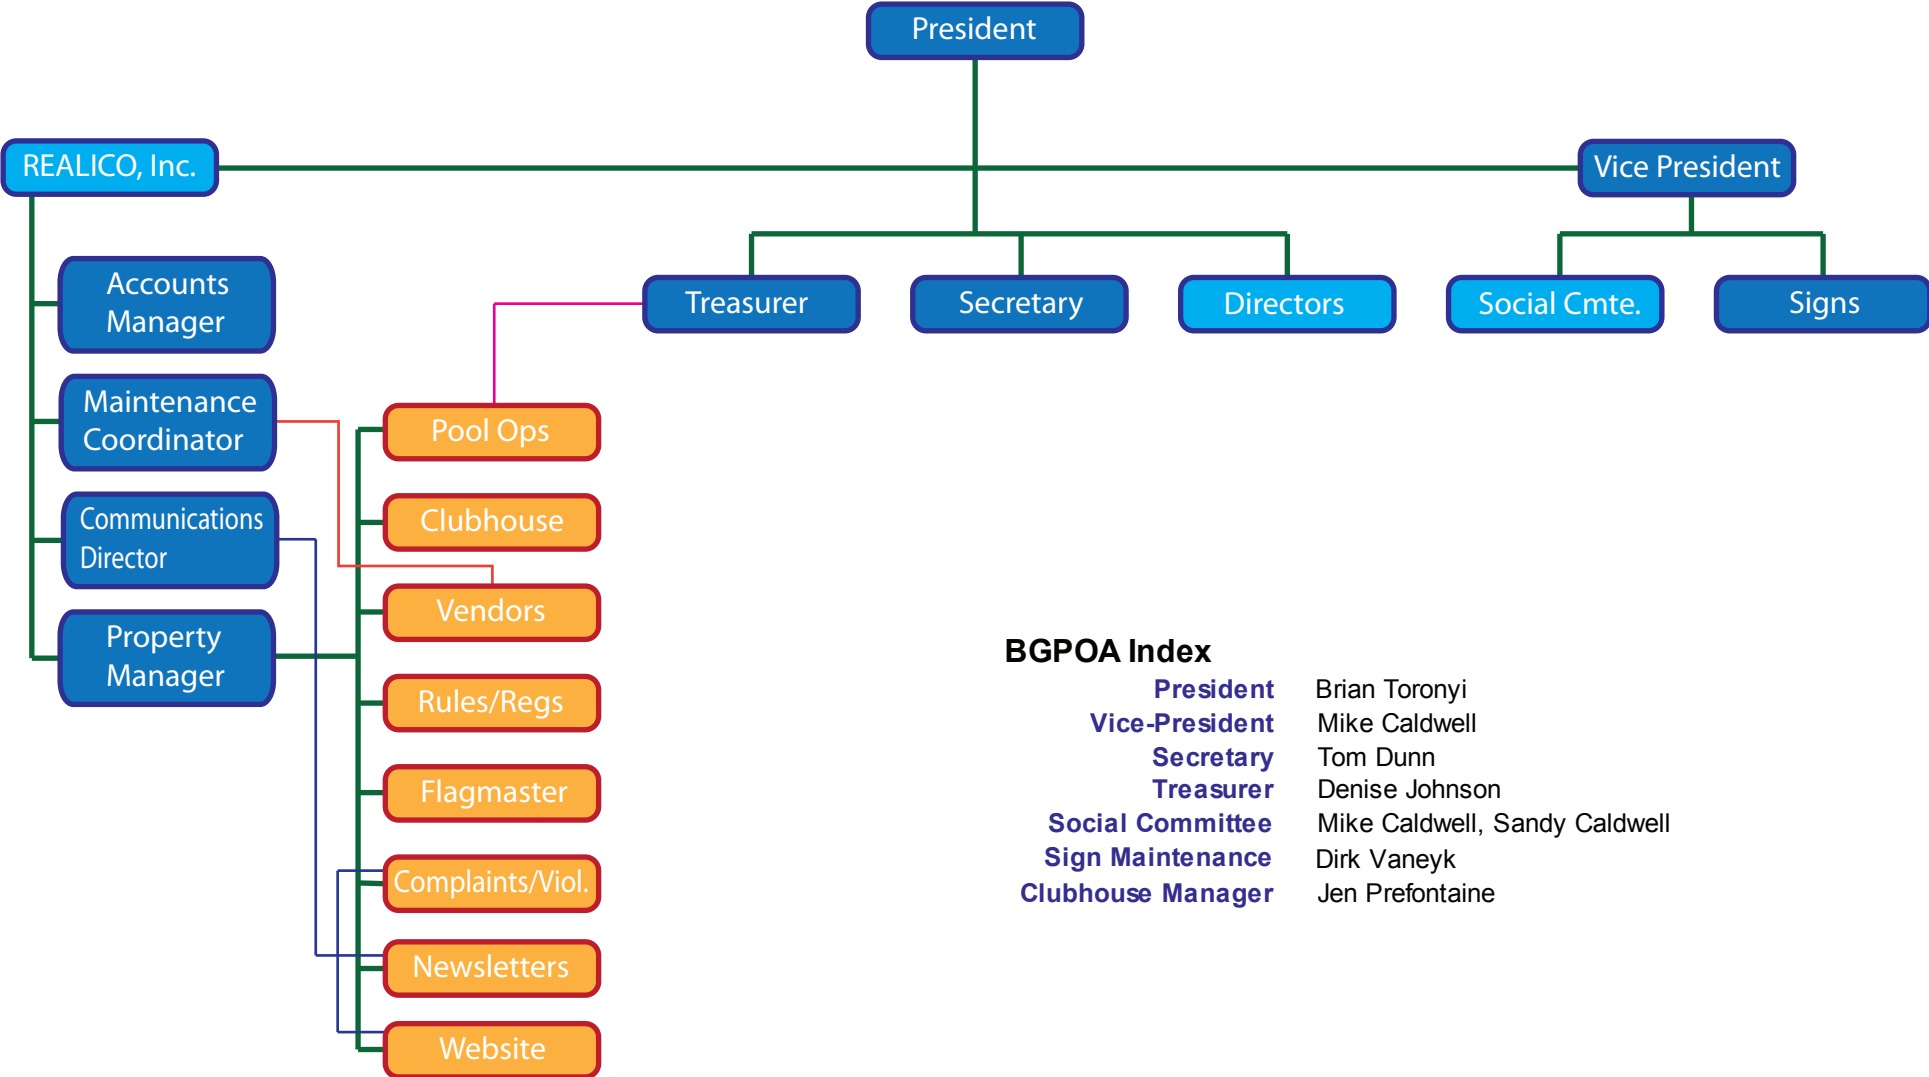 President
REALICO, Inc.
Vice President
Accounts
Manager
Treasurer
Secretary
Directors
Social Cmte.
Signs
Maintenance
Coordinator
Communications
Director
Property
Manager
Pool Ops
Clubhouse
Vendors
Rules/Regs
Flagmaster
Complaints/Viol.
Newsletters
Website
BGPOA Index
President Brian Toronyi
Vice-President Mike Caldwell
Secretary Tom Dunn
Treasurer Denise Johnson
Social Committee Mike Caldwell, Sandy Caldwell
Sign Maintenance Dirk Vaneyk
Clubhouse Manager Jen Prefontaine